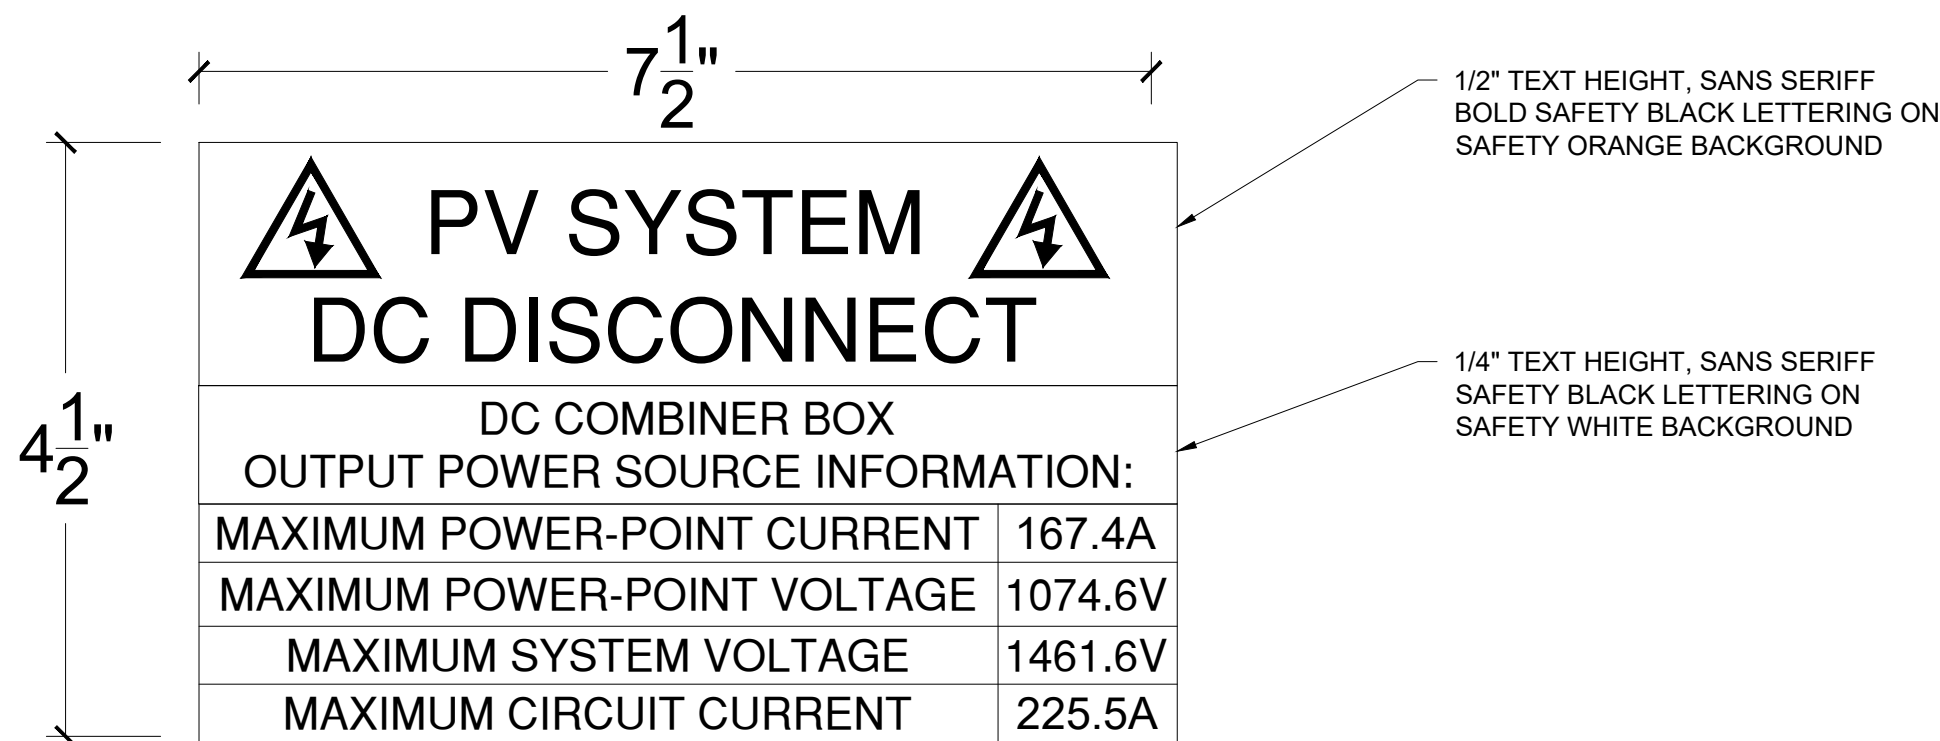 7 1/2"
1/2" TEXT HEIGHT, SANS SERIFF
BOLD SAFETY BLACK LETTERING ON
SAFETY ORANGE BACKGROUND
PV SYSTEM
DC DISCONNECT
4 1/2"
1/4" TEXT HEIGHT, SANS SERIFF
SAFETY BLACK LETTERING ON
SAFETY WHITE BACKGROUND
DC COMBINER BOX
OUTPUT POWER SOURCE INFORMATION:
MAXIMUM POWER-POINT CURRENT 167.4A
MAXIMUM POWER-POINT VOLTAGE 1074.6V
MAXIMUM SYSTEM VOLTAGE 1461.6V
MAXIMUM CIRCUIT CURRENT 225.5A